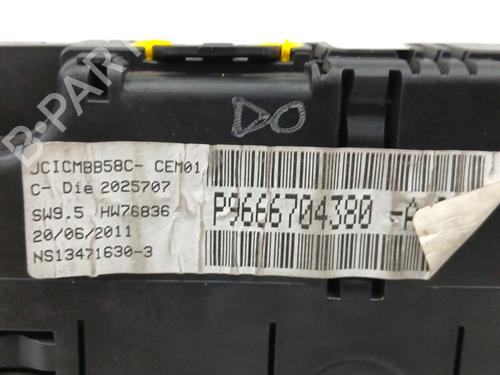 B-PARTS
DO
JCICMBB58C- CEM01
C- Die 2025707
SW9.5 HW76836
20/06/2011
NS13471630-3
P9666704380 -A